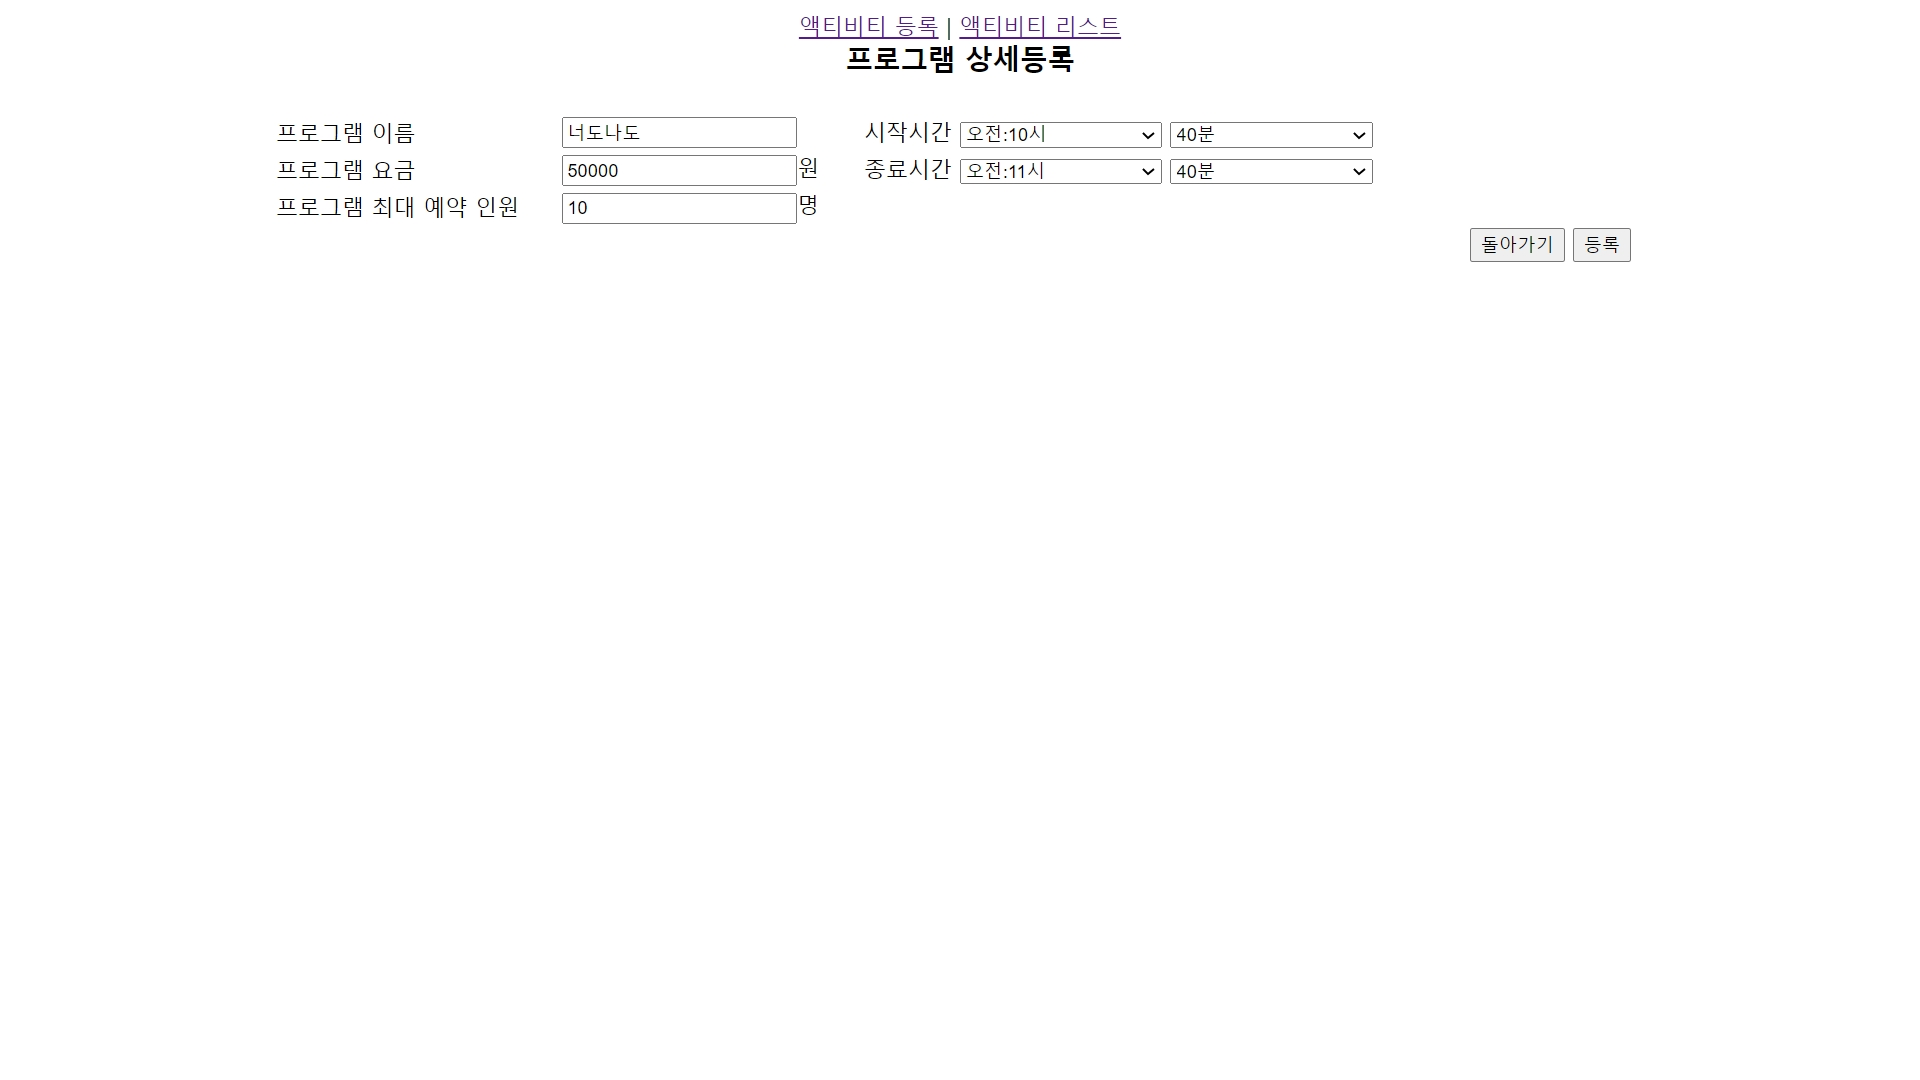 액티비티 등록 | 액티비티 리스트
프로그램 상세등록
프로그램 이름 너도나도 시작시간 오전:10시 40분
프로그램 요금 50000 원 종료시간 오전:11시 40분
프로그램 최대 예약 인원 10 명
돌아가기 등록